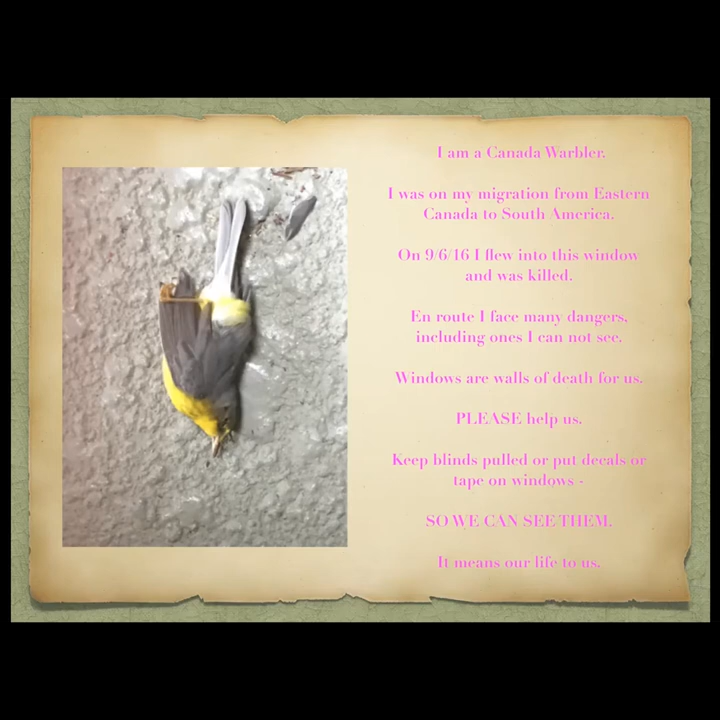 I am a Canada Warbler.
I was on my migration from Eastern
Canada to South America.
On 9/6/16 I flew into this window
and was killed.
En route I face many dangers,
including ones I can not see.
Windows are walls of death for us.
PLEASE help us.
Keep blinds pulled or put decals or
tape on windows -
SO WE CAN SEE THEM.
It means our life to us.